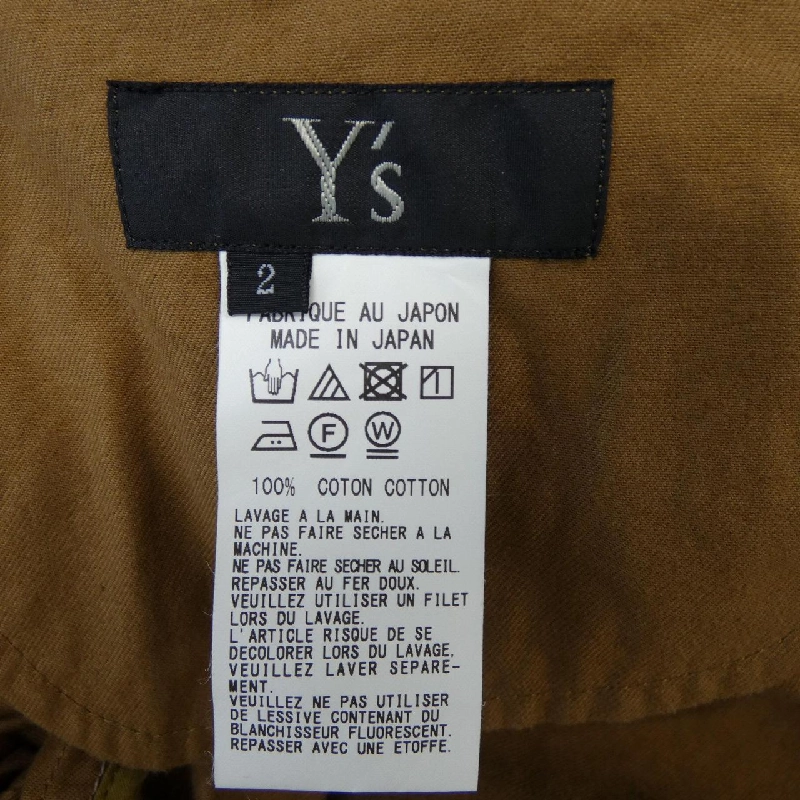 Y's
2
FABRIQUE AU JAPON
MADE IN JAPAN
F
W
100% COTON COTTON
LAVAGE A LA MAIN.
NE PAS FAIRE SECHER A LA
MACHINE.
NE PAS FAIRE SECHER AU SOLEIL.
REPASSER AU FER DOUX.
VEUILLEZ UTILISER UN FILET
LORS DU LAVAGE.
L'ARTICLE RISQUE DE SE
DECOLORER LORS DU LAVAGE.
VEUILLEZ LAVER SEPARE-
MENT.
VEUILLEZ NE PAS UTILISER
DE LESSIVE CONTENANT DU
BLANCHISSEUR FLUORESCENT.
REPASSER AVEC UNE ETOFFE.